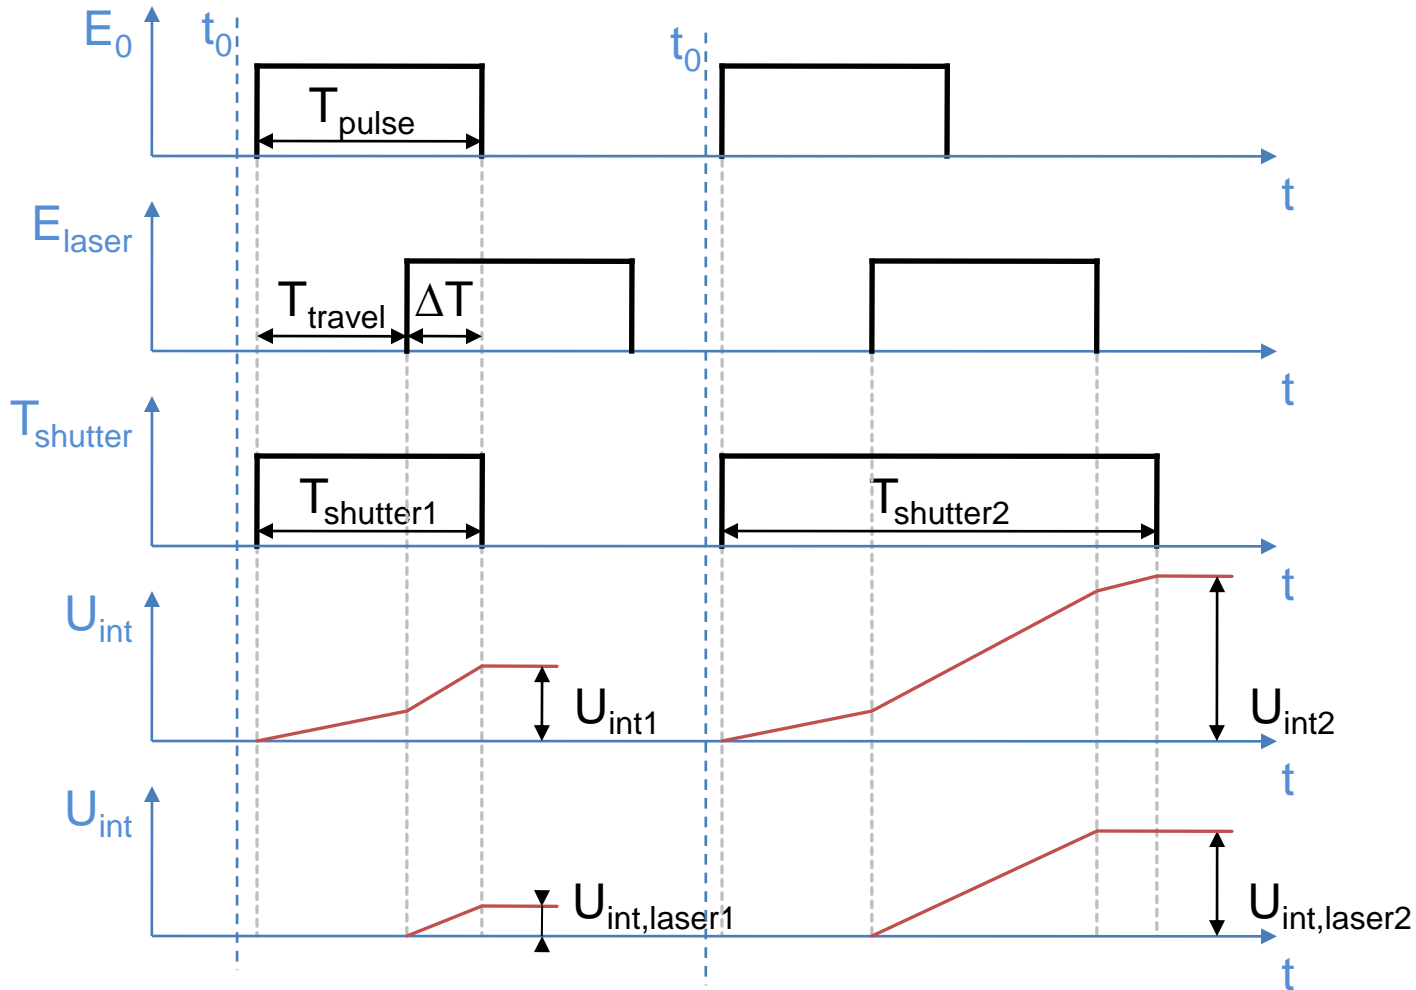 E0
t0
t0
Tpulse
t
Elaser
Ttravel
ΔT
t
Tshutter
Tshutter1
Tshutter2
t
Uint
Uint1
Uint2
t
Uint
Uint,laser1
Uint,laser2
t